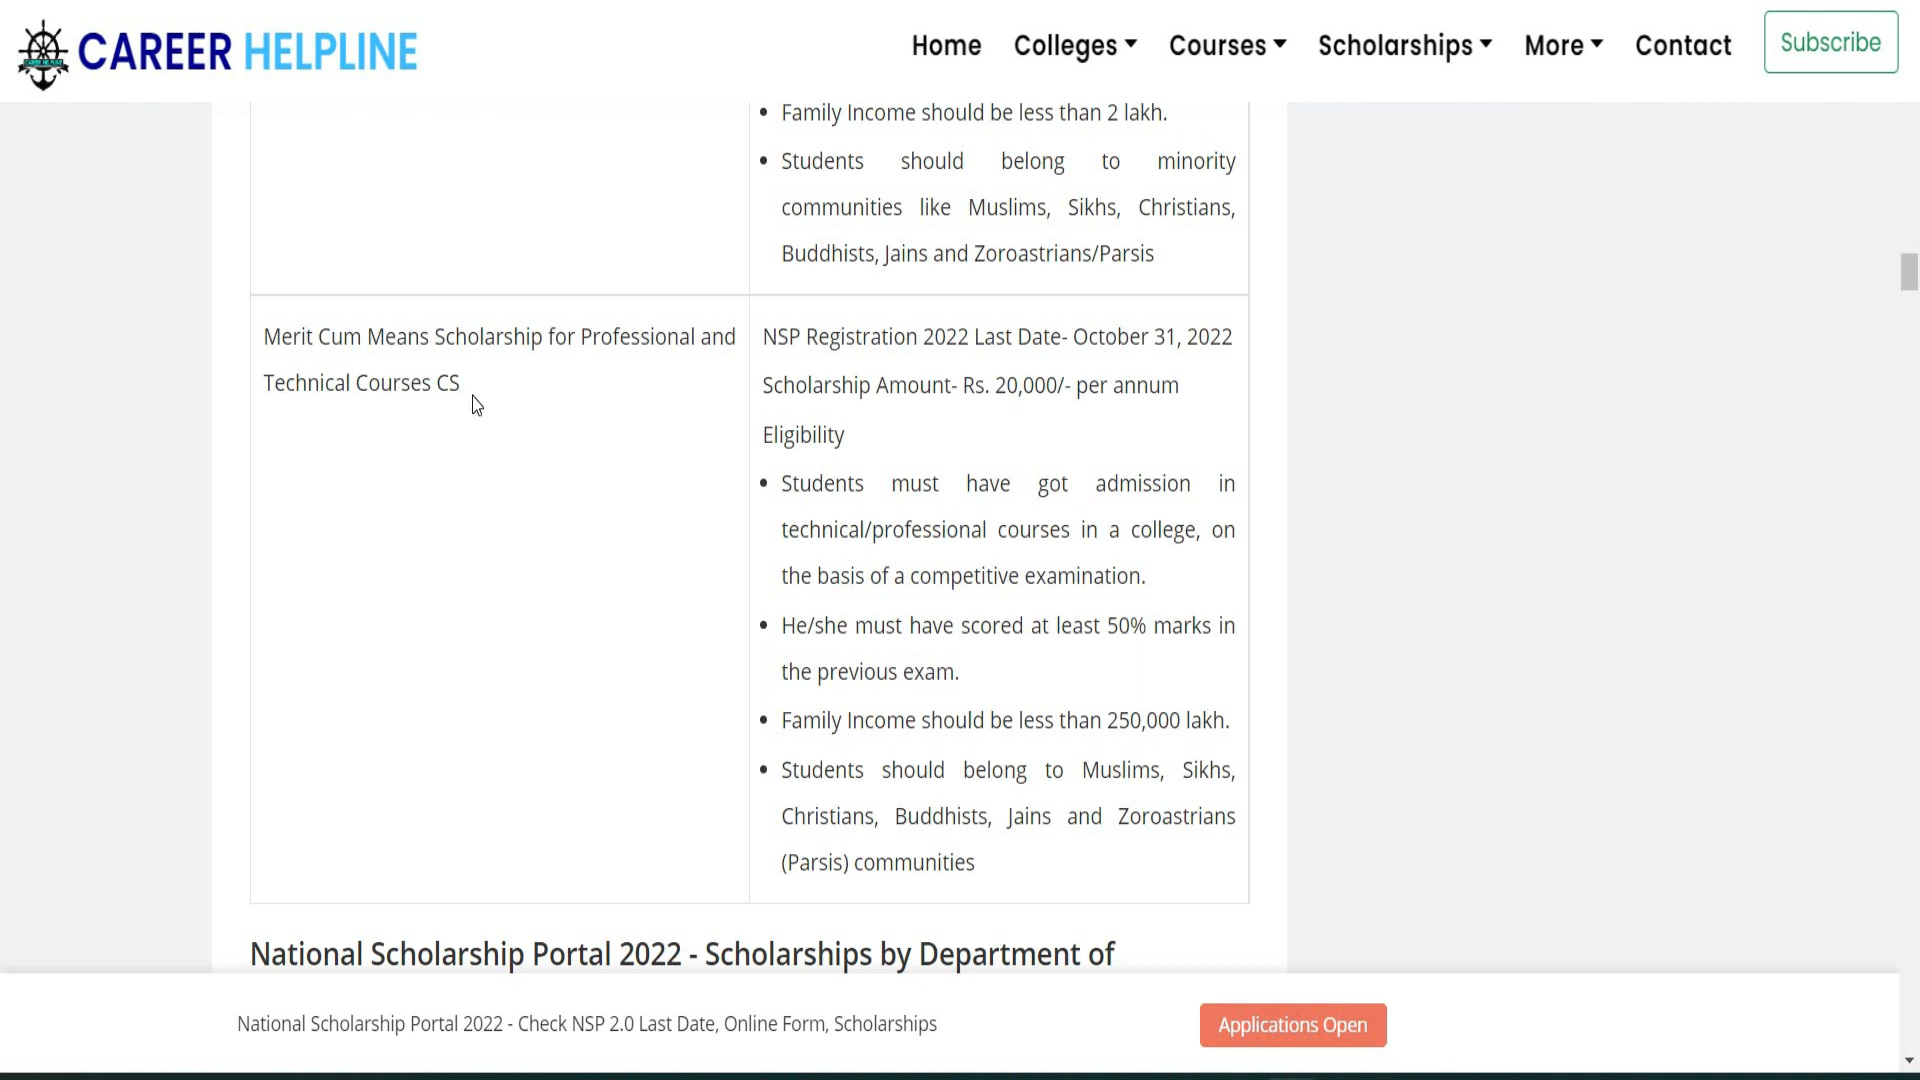 CAREER HELPLINE
Home Colleges Courses Scholarships More Contact Subscribe
• Family Income should be less than 2 lakh.
• Students should belong to minority
communities like Muslims, Sikhs, Christians,
Buddhists, Jains and Zoroastrians/Parsis
Merit Cum Means Scholarship for Professional and
Technical Courses CS
NSP Registration 2022 Last Date- October 31, 2022
Scholarship Amount- Rs. 20,000/- per annum
Eligibility
• Students must have got admission in
technical/professional courses in a college, on
the basis of a competitive examination.
• He/she must have scored at least 50% marks in
the previous exam.
• Family Income should be less than 250,000 lakh.
• Students should belong to Muslims, Sikhs,
Christians, Buddhists, Jains and Zoroastrians
(Parsis) communities
National Scholarship Portal 2022 - Scholarships by Department of
National Scholarship Portal 2022 - Check NSP 2.0 Last Date, Online Form, Scholarships
Applications Open